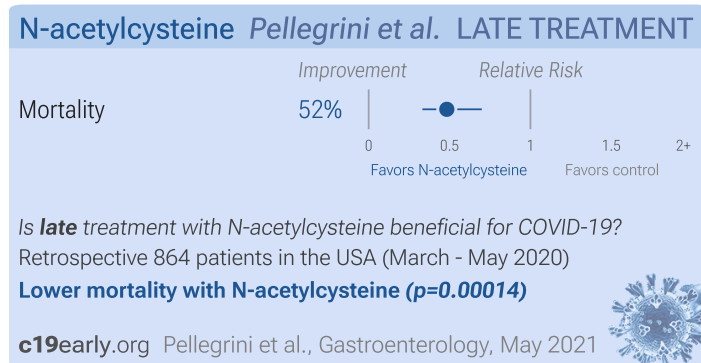 N-acetylcysteine Pellegrini et al. LATE TREATMENT
Improvement Relative Risk
Mortality 52%
0 0.5 1 1.5 2+
Favors N-acetylcysteine Favors control
Is late treatment with N-acetylcysteine beneficial for COVID-19?
Retrospective 864 patients in the USA (March - May 2020)
Lower mortality with N-acetylcysteine (p=0.00014)
c19early.org Pellegrini et al., Gastroenterology, May 2021